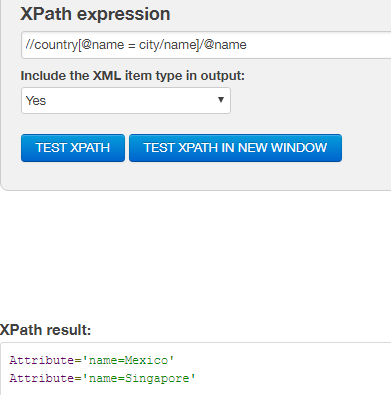 XPath expression
//country[@name = city/name]/@name
Include the XML item type in output:
Yes
TEST XPATH TEST XPATH IN NEW WINDOW
XPath result:
Attribute='name=Mexico'
Attribute='name=Singapore'